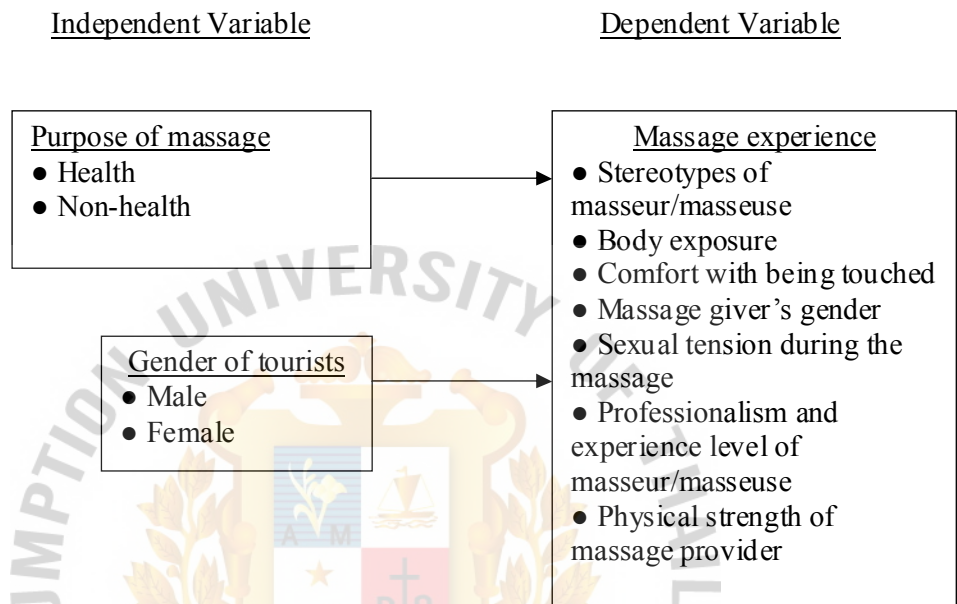 Independent Variable
Dependent Variable
Purpose of massage
● Health
● Non-health
Gender of tourists
● Male
● Female
Massage experience
● Stereotypes of
masseur/masseuse
● Body exposure
● Comfort with being touched
● Massage giver's gender
● Sexual tension during the
massage
● Professionalism and
experience level of
masseur/masseuse
● Physical strength of
massage provider
UNIVERSITY OF
A M